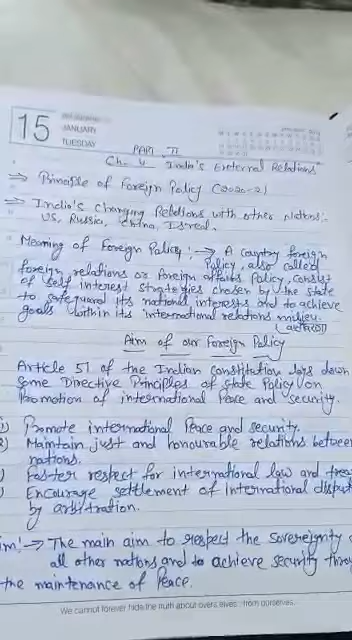 15
JANUARY
TUESDAY
PART II
Ch. 4 - India's External Relations
⇒ Principle of Foreign Policy (2020-21)
⇒ India's Changing Relations with other Nations:-
US, Russia, China, Isreal.
Meaning of Foreign Policy:→ A country foreign
Policy, also called
foreign relations or foreign affairs Policy, consist
of self interest strategies chosen by the state
to safeguard its national interests and to achieve
goals within its international relations milieu.
Aim of our Foreign Policy
Article 51 of the Indian constitution lays down
some Directive Principles of State Policy on
Promotion of international Peace and security.
1) Promote international Peace and security.
2) Maintain just and honourable relations between
nations.
) Foster respect for international law and
) Encourage settlement of international
by arbitration.
im:→ The main aim to respect the sovereignty
all other nations and to achieve security
the maintenance of Peace.
We cannot forever hide the truth about ourselves, from ourselves.